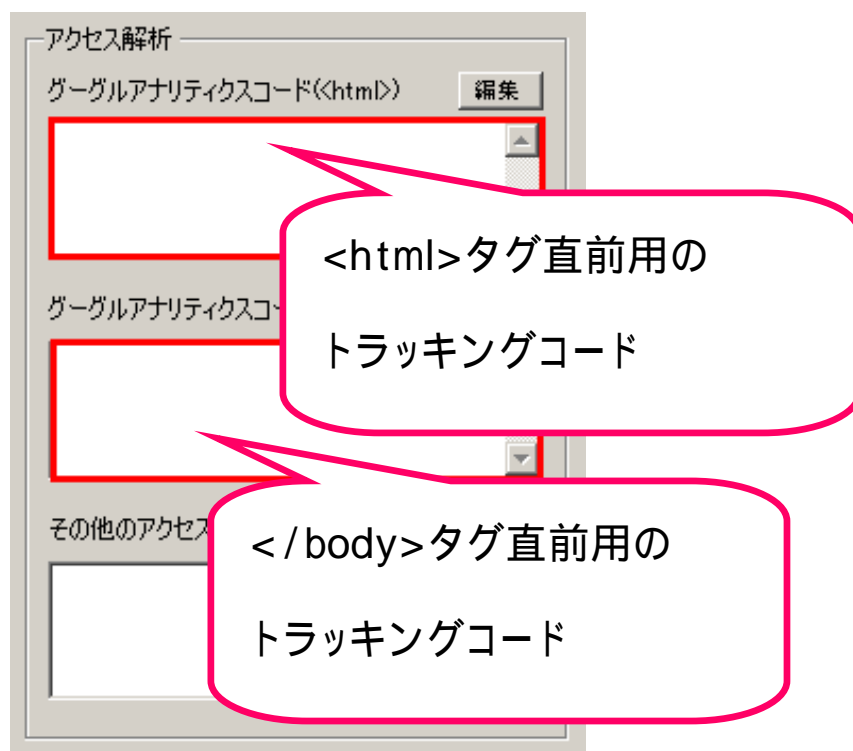 アクセス解析
グーグルアナリティクスコード(<html>)
編集
<html>タグ直前用の
トラッキングコード
グーグルアナリティクスコー
</body>タグ直前用の
トラッキングコード
その他のアクセス